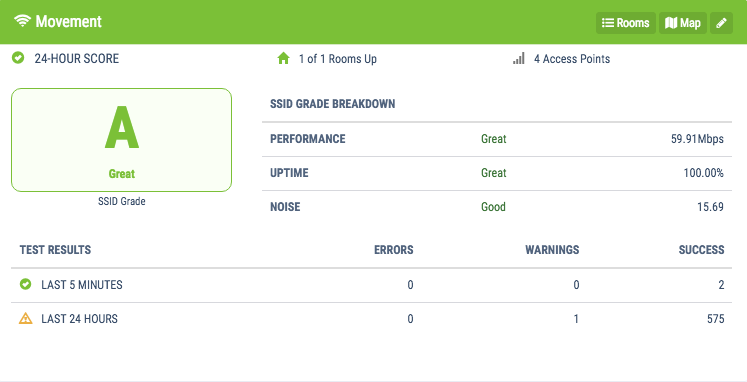 Movement
Rooms
Map
24-HOUR SCORE
1 of 1 Rooms Up
4 Access Points
A
Great
SSID Grade
SSID GRADE BREAKDOWN
PERFORMANCE Great 59.91Mbps
UPTIME Great 100.00%
NOISE Good 15.69
TEST RESULTS ERRORS WARNINGS SUCCESS
LAST 5 MINUTES 0 0 2
LAST 24 HOURS 0 1 575